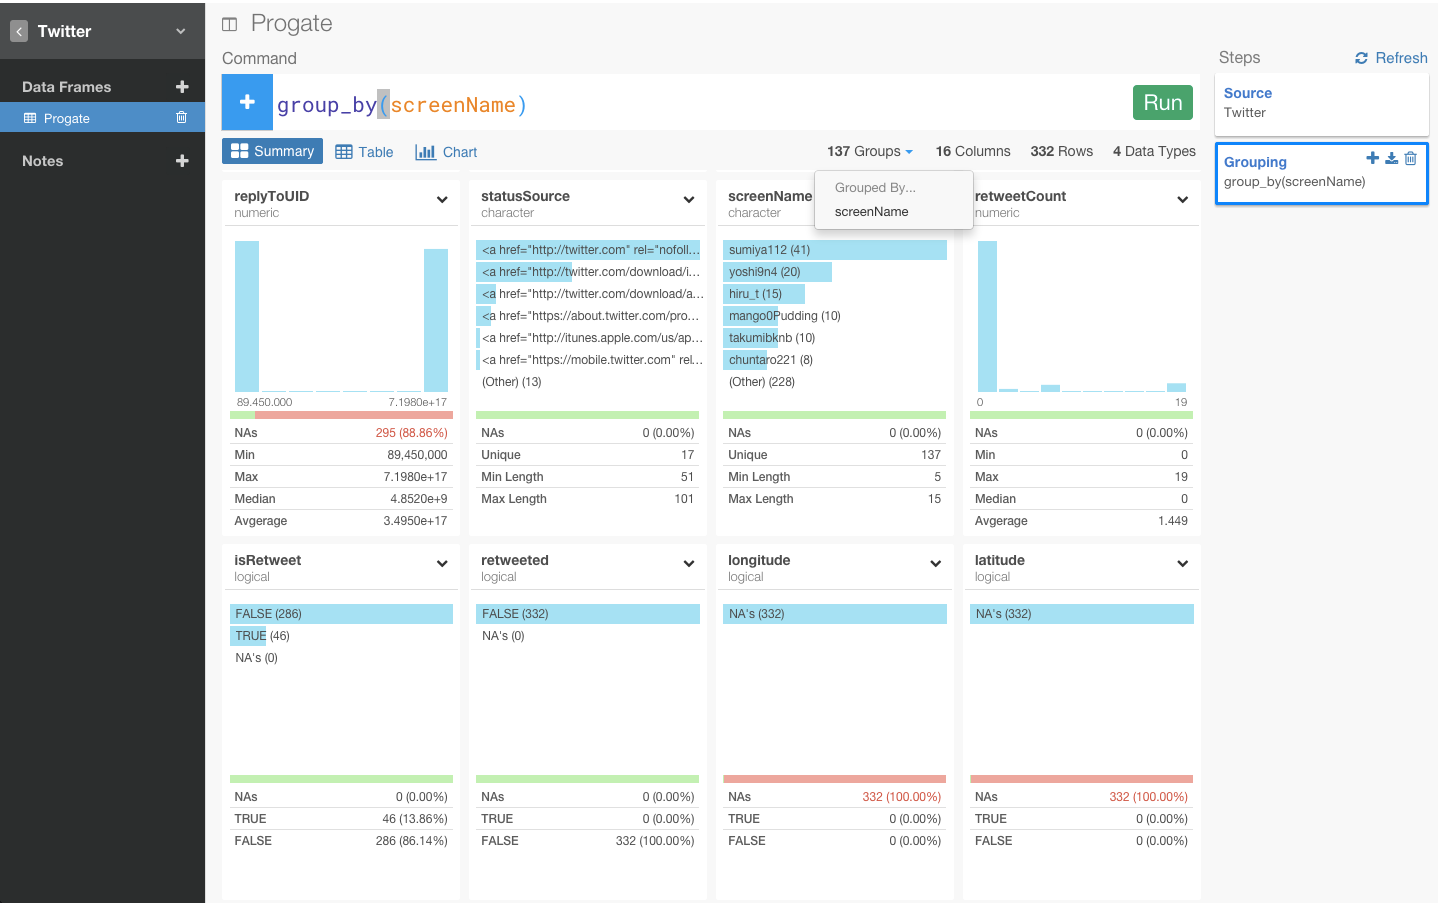 Twitter
Data Frames
Progate
Notes
Progate
Command
group_by(screenName)
Run
Summary
Table
Chart
137 Groups
16 Columns
332 Rows
4 Data Types
Grouped By...
screenName
Steps
Refresh
Source
Twitter
Grouping
group_by(screenName)
replyToUID
numeric
89.450.000 7.1980e+17
NAs 295 (88.86%)
Min 89,450,000
Max 7.1980e+17
Median 4.8520e+9
Avgerage 3.4950e+17
statusSource
character
<a href="http://twitter.com" rel="nofoll...
<a href="http://twitter.com/download/i...
<a href="http://twitter.com/download/a...
<a href="https://about.twitter.com/pro...
<a href="http://itunes.apple.com/us/ap...
<a href="https://mobile.twitter.com" rel...
(Other) (13)
NAs 0 (0.00%)
Unique 17
Min Length 51
Max Length 101
screenName
character
sumiya112 (41)
yoshi9n4 (20)
hiru_t (15)
mango0Pudding (10)
takumibknb (10)
chuntaro221 (8)
(Other) (228)
NAs 0 (0.00%)
Unique 137
Min Length 5
Max Length 15
retweetCount
numeric
0 19
NAs 0 (0.00%)
Min 0
Max 19
Median 0
Avgerage 1.449
isRetweet
logical
FALSE (286)
TRUE (46)
NA's (0)
NAs 0 (0.00%)
TRUE 46 (13.86%)
FALSE 286 (86.14%)
retweeted
logical
FALSE (332)
NA's (0)
NAs 0 (0.00%)
TRUE 0 (0.00%)
FALSE 332 (100.00%)
longitude
logical
NA's (332)
NAs 332 (100.00%)
TRUE 0 (0.00%)
FALSE 0 (0.00%)
latitude
logical
NA's (332)
NAs 332 (100.00%)
TRUE 0 (0.00%)
FALSE 0 (0.00%)